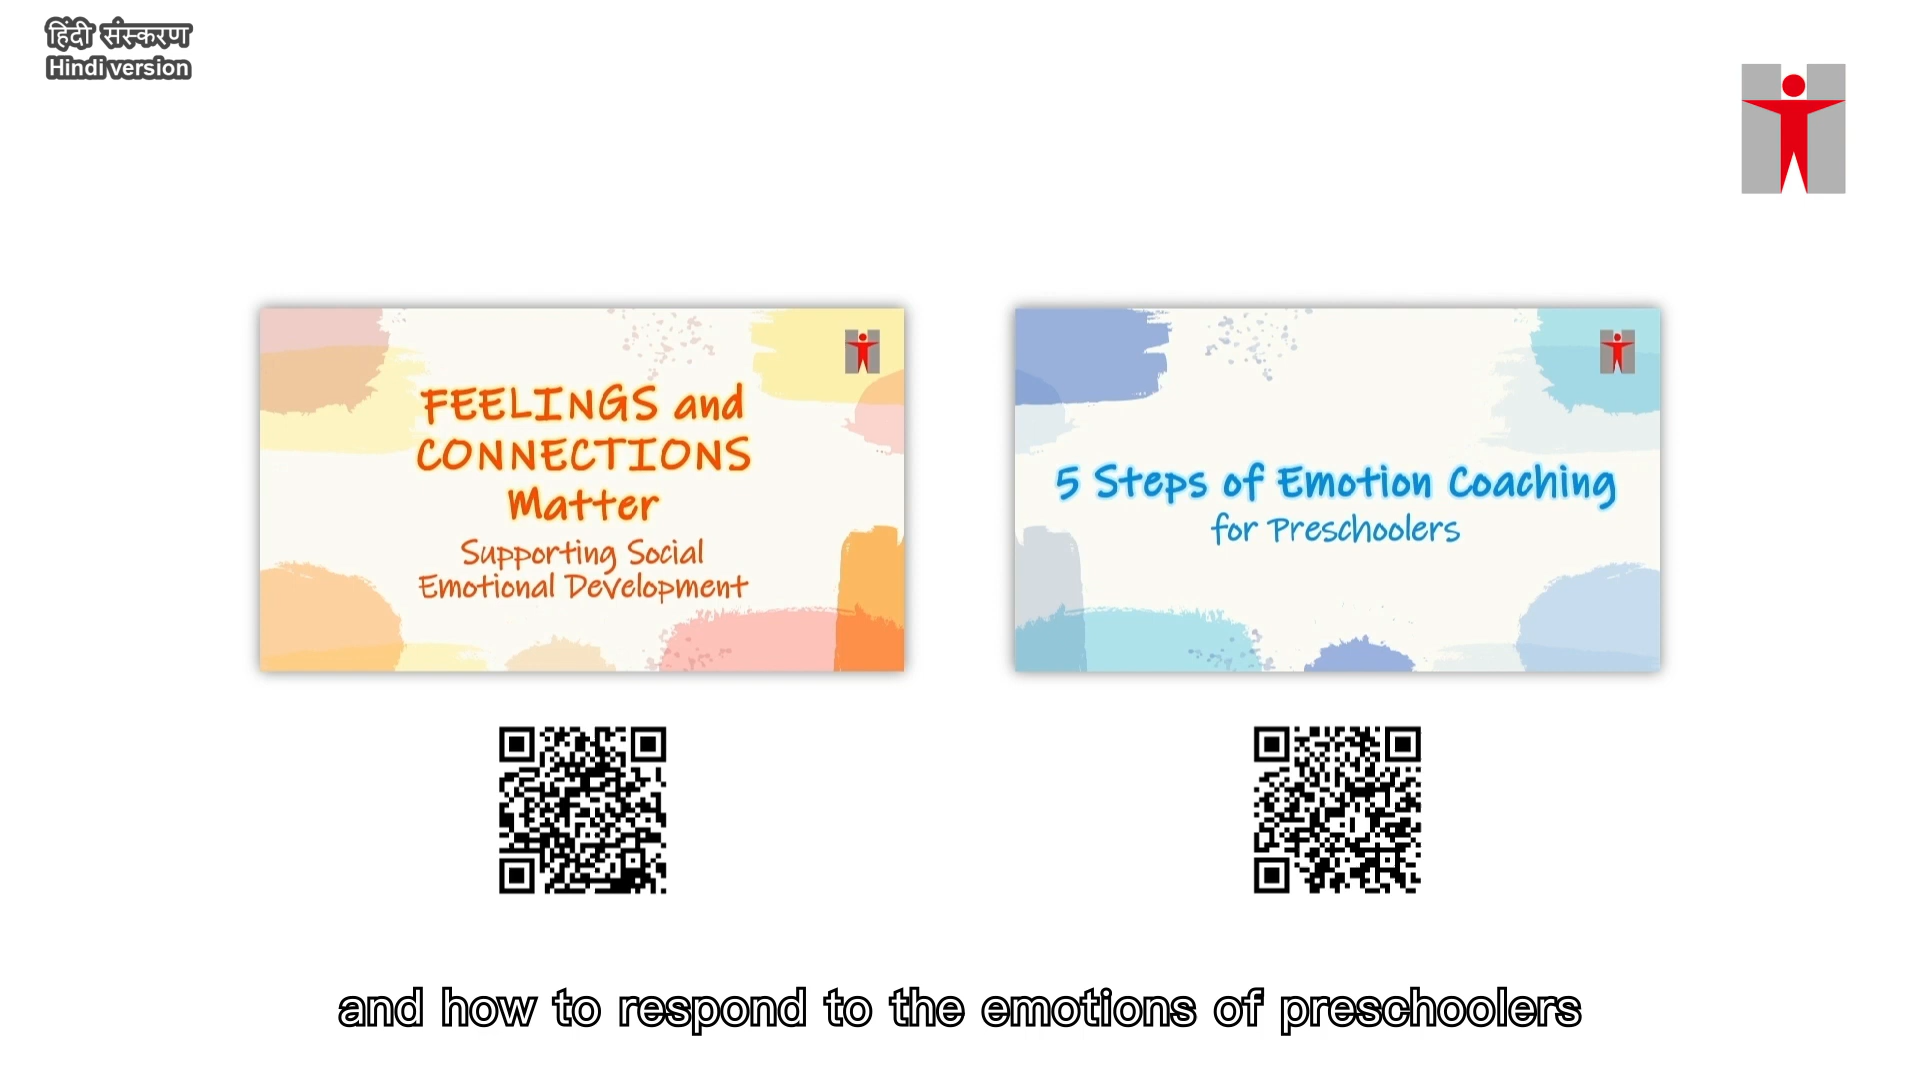 हिंदी संस्करण
Hindi version
FEELINGS and
CONNECTIONS
Matter
Supporting Social
Emotional Development
5 Steps of Emotion Coaching
for Preschoolers
and how to respond to the emotions of preschoolers